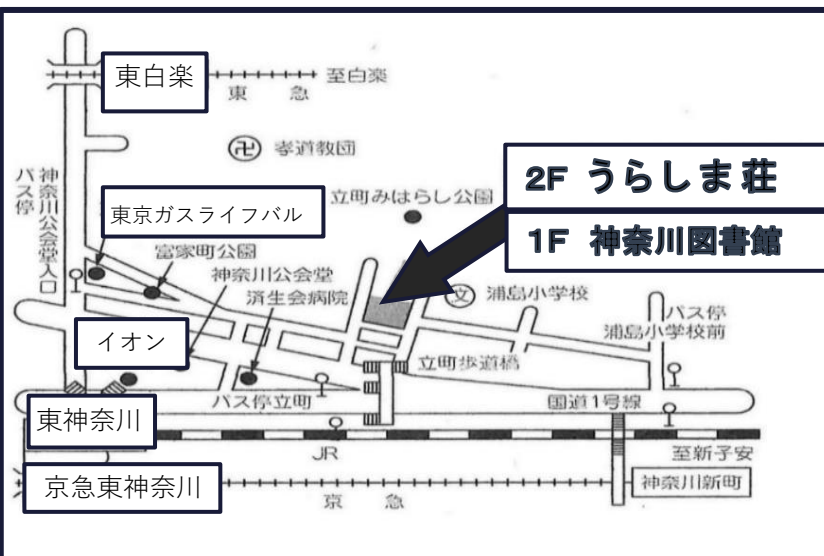 東白楽
至白楽
東 急
孝道教団
2F うらしま荘
1F 神奈川図書館
バス停
神奈川公会堂入口
東京ガスライフバル
立町みはらし公園
富家町公園
神奈川公会堂
済生会病院
浦島小学校
文
バス停
浦島小学校前
イオン
立町歩道橋
バス停立町
国道1号線
東神奈川
JR
至新子安
京急東神奈川
京 急
神奈川新町